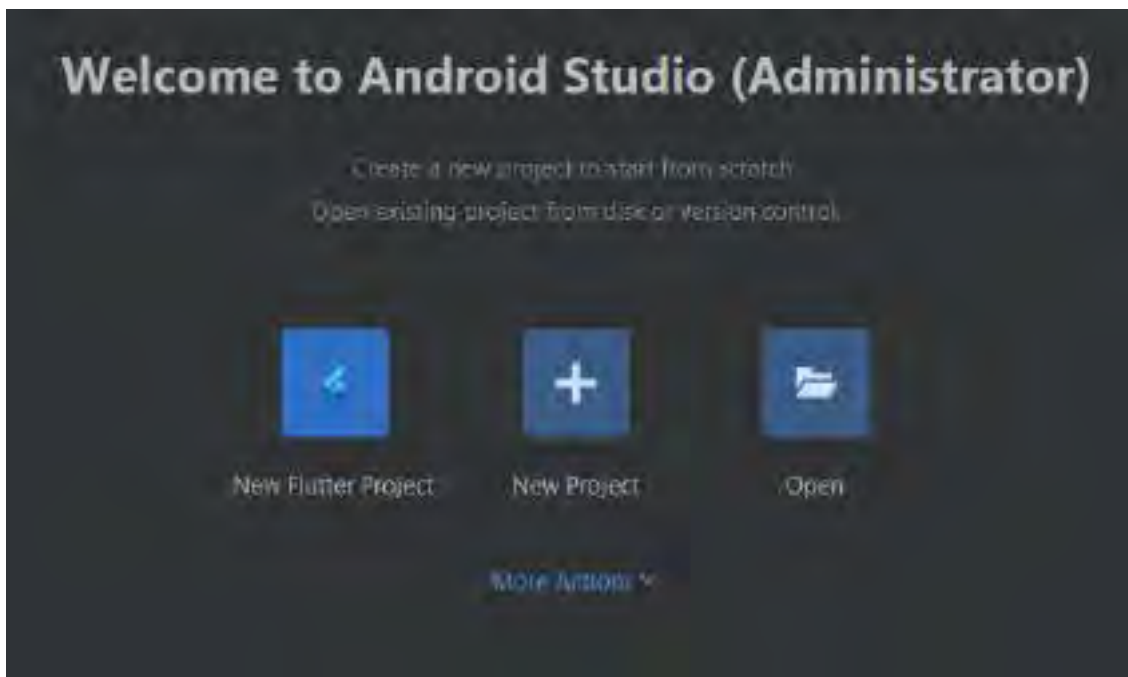 Welcome to Android Studio (Administrator)
Create a new project to start from scratch.
Open existing project from disk or version control.
New Flutter Project
New Project
Open
More Actions